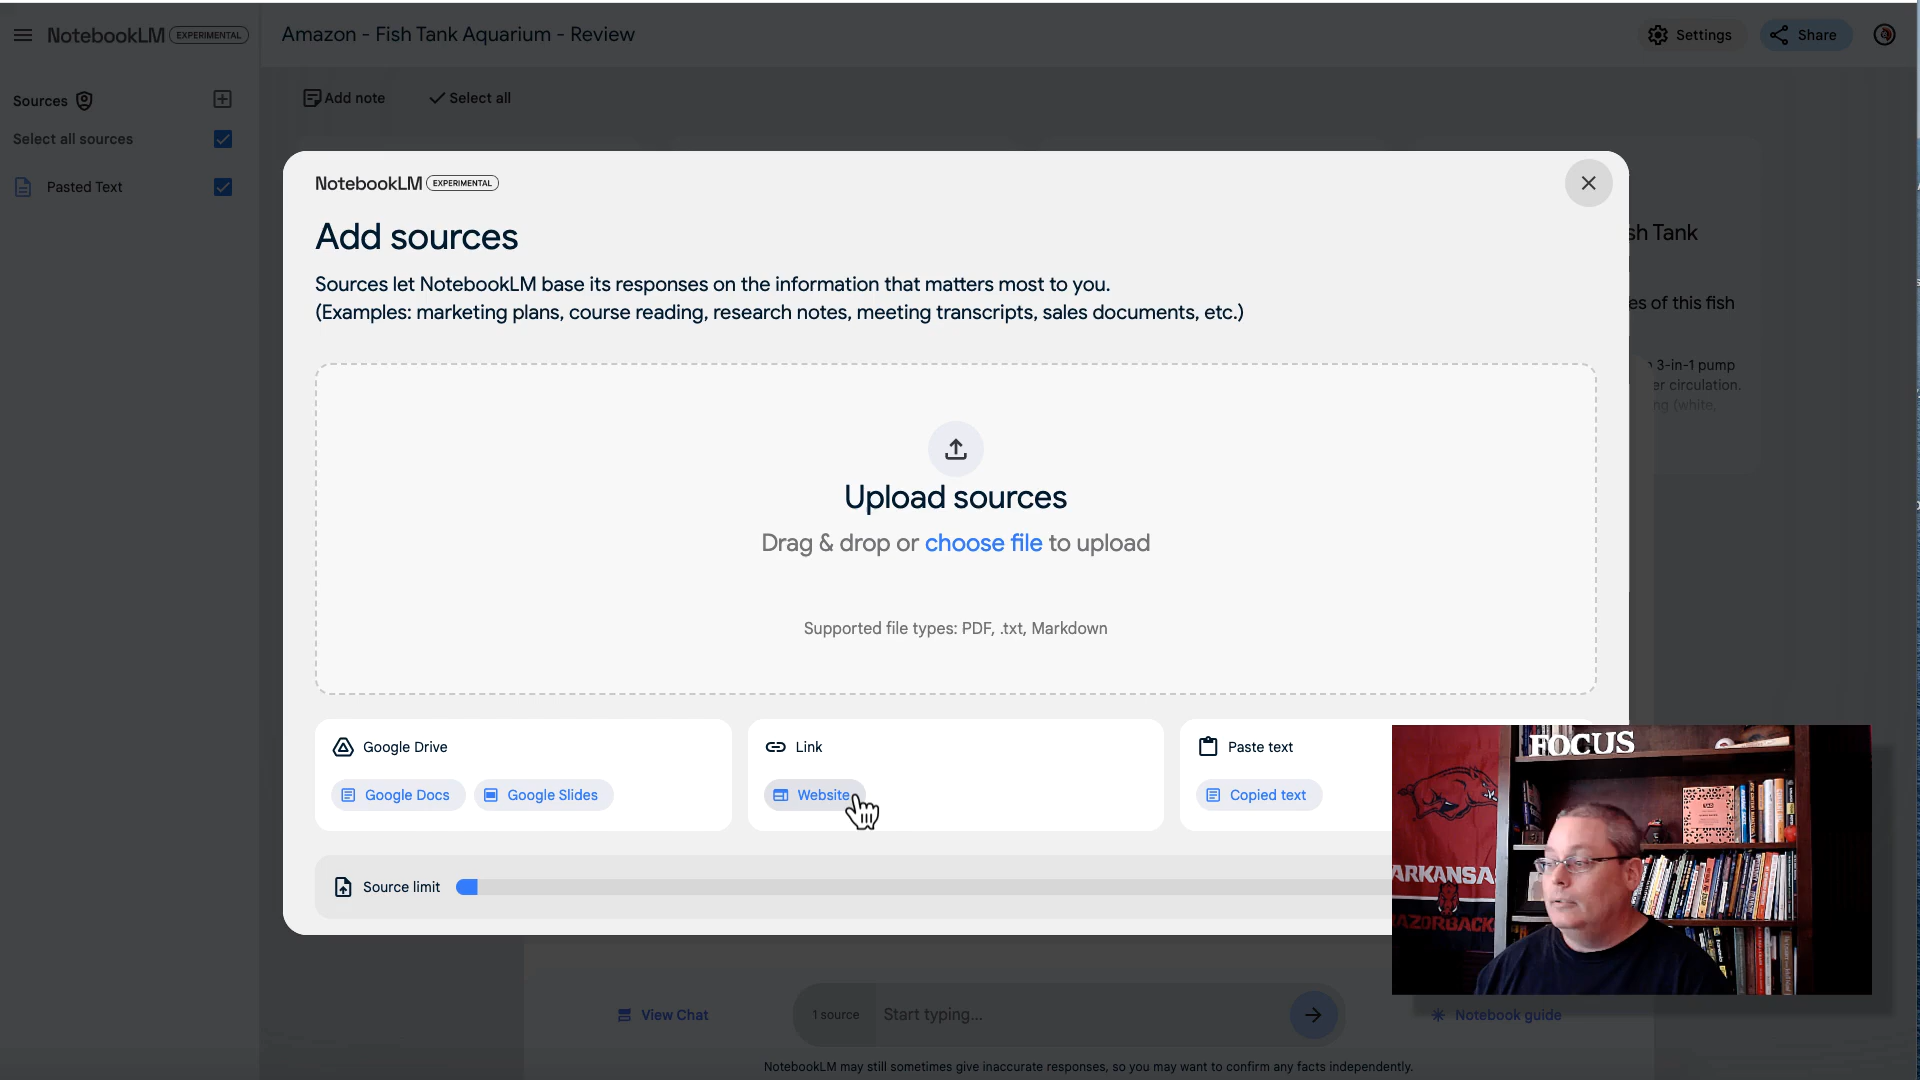 NotebookLM EXPERIMENTAL
Amazon - Fish Tank Aquarium - Review
Settings
Share
Sources
Add note
Select all
Select all sources
Pasted Text
NotebookLM EXPERIMENTAL
Add sources
Sources let NotebookLM base its responses on the information that matters most to you.
(Examples: marketing plans, course reading, research notes, meeting transcripts, sales documents, etc.)
sh Tank
es of this fish
3-in-1 pump
er circulation.
ng (white,
Upload sources
Drag & drop or choose file to upload
Supported file types: PDF, .txt, Markdown
Google Drive
Google Docs
Google Slides
Link
Website
Paste text
Copied text
Source limit
FOCUS
ARKANSA
RAZORBACK
View Chat
1 source
Start typing...
Notebook guide
NotebookLM may still sometimes give inaccurate responses, so you may want to confirm any facts independently.